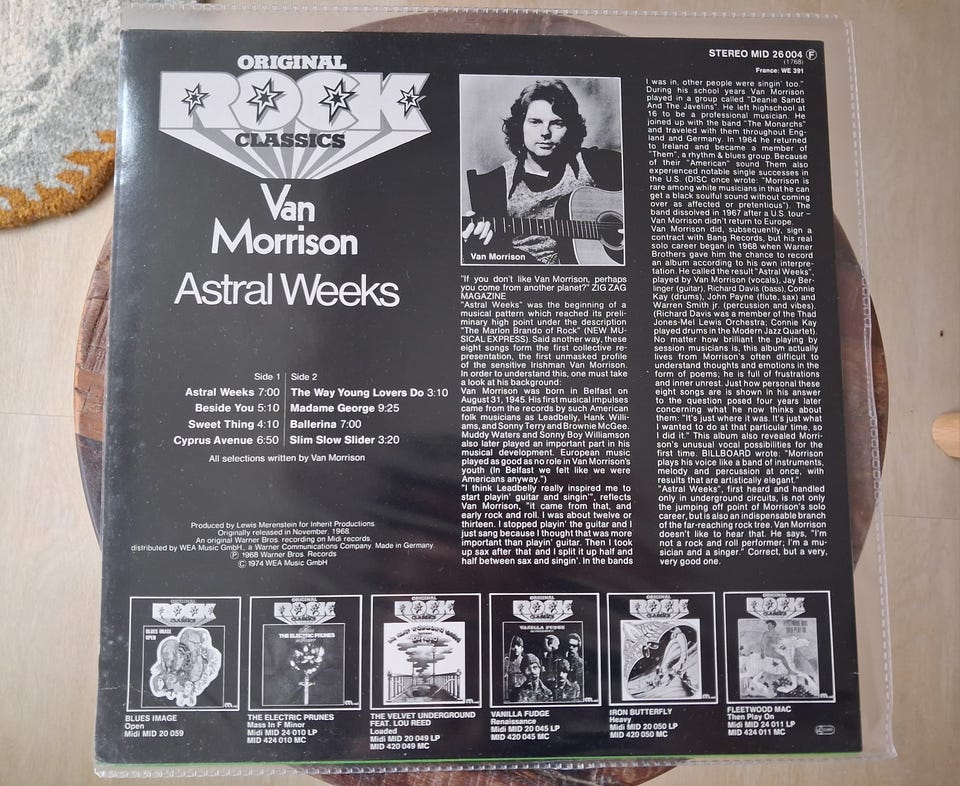 ORIGINAL
ROCK
CLASSICS
Van
Morrison
Astral Weeks
Side 1 Side 2
Astral Weeks 7:00 The Way Young Lovers Do 3:10
Beside You 5:10 Madame George 9:25
Sweet Thing 4:10 Ballerina 7:00
Cyprus Avenue 6:50 Slim Slow Slider 3:20
All selections written by Van Morrison
Produced by Lewis Merenstein for Inherit Productions.
Originally released in November, 1968.
An original Warner Bros. recording on Midi records.
distributed by WEA Music GmbH., a Warner Communications Company. Made in Germany.
Ⓟ 1968 Warner Bros. Records
© 1974 WEA Music GmbH
STEREO MID 26 004 Ⓕ
(1768)
France: WE 391
Van Morrison
"If you don't like Van Morrison, perhaps
you come from another planet?" ZIG ZAG
MAGAZINE
"Astral Weeks" was the beginning of a
musical pattern which reached its preli-
minary high point under the description
"The Marlon Brando of Rock" (NEW MU-
SICAL EXPRESS). Said another way, these
eight songs form the first collective re-
presentation, the first unmasked profile
of the sensitive Irishman Van Morrison.
In order to understand this, one must take
a look at his background:
Van Morrison was born in Belfast on
August 31, 1945. His first musical impulses
came from the records by such American
folk musicians as Leadbelly, Hank Willi-
ams, and Sonny Terry and Brownie McGee.
Muddy Waters and Sonny Boy Williamson
also later played an important part in his
musical development. European music
played as good as no role in Van Morrison's
youth (In Belfast we felt like we were
Americans anyway.")
"I think Leadbelly really inspired me to
start playin' guitar and singin'", reflects
Van Morrison, "it came from that, and
early rock and roll. I was about twelve or
thirteen. I stopped playin' the guitar and I
just sang because I thought that was more
important than playin' guitar. Then I took
up sax after that and I split it up half and
half between sax and singin'. In the bands
I was in, other people were singin' too."
During his school years Van Morrison
played in a group called "Deanie Sands
And The Javelins". He left highschool at
16 to be a professional musician. He
joined up with the band "The Monarchs"
and traveled with them throughout Eng-
land and Germany. In 1964 he returned
to Ireland and became a member of
"Them", a rhythm & blues group. Because
of their "American" sound Them also
experienced notable single successes in
the U.S. (DISC once wrote: "Morrison is
rare among white musicians in that he can
get a black soulful sound without coming
over as affected or pretentious"). The
band dissolved in 1967 after a U.S. tour –
Van Morrison didn't return to Europe.
Van Morrison did, subsequently, sign a
contract with Bang Records, but his real
solo career began in 1968 when Warner
Brothers gave him the chance to record
an album according to his own interpre-
tation. He called the result "Astral Weeks",
played by Van Morrison (vocals), Jay Ber-
linger (guitar), Richard Davis (bass), Connie
Kay (drums), John Payne (flute, sax) and
Warren Smith jr. (percussion and vibes).
(Richard Davis was a member of the Thad
Jones-Mel Lewis Orchestra; Connie Kay
played drums in the Modern Jazz Quartet).
No matter how brilliant the playing by
session musicians is, this album actually
lives from Morrison's often difficult to
understand thoughts and emotions in the
form of poems; he is full of frustrations
and inner unrest. Just how personal these
eight songs are is shown in his answer
to the question posed four years later
concerning what he now thinks about
them: "It's just where it was. It's just what
I wanted to do at that particular time, so
I did it." This album also revealed Morri-
son's unusual vocal possibilities for the
first time. BILLBOARD wrote: "Morrison
plays his voice like a band of instruments,
melody and percussion at once, with
results that are artistically elegant."
"Astral Weeks", first heard and handled
only in underground circuits, is not only
the jumping off point of Morrison's solo
career, but is also an indispensable branch
of the far-reaching rock tree. Van Morrison
doesn't like to hear that. He says, "I'm
not a rock and roll performer; I'm a mu-
sician and a singer." Correct, but a very,
very good one.
BLUES IMAGE
Open
Midi MID 20 059
THE ELECTRIC PRUNES
Mass In F Minor
Midi MID 24 010 LP
MID 424 010 MC
THE VELVET UNDERGROUND
FEAT. LOU REED
Loaded
Midi MID 20 049 LP
MID 420 049 MC
VANILLA FUDGE
Renaissance
Midi MID 20 045 LP
MID 420 045 MC
IRON BUTTERFLY
Heavy
Midi MID 20 050 LP
MID 420 050 MC
FLEETWOOD MAC
Then Play On
Midi MID 24 011 LP
MID 424 011 MC